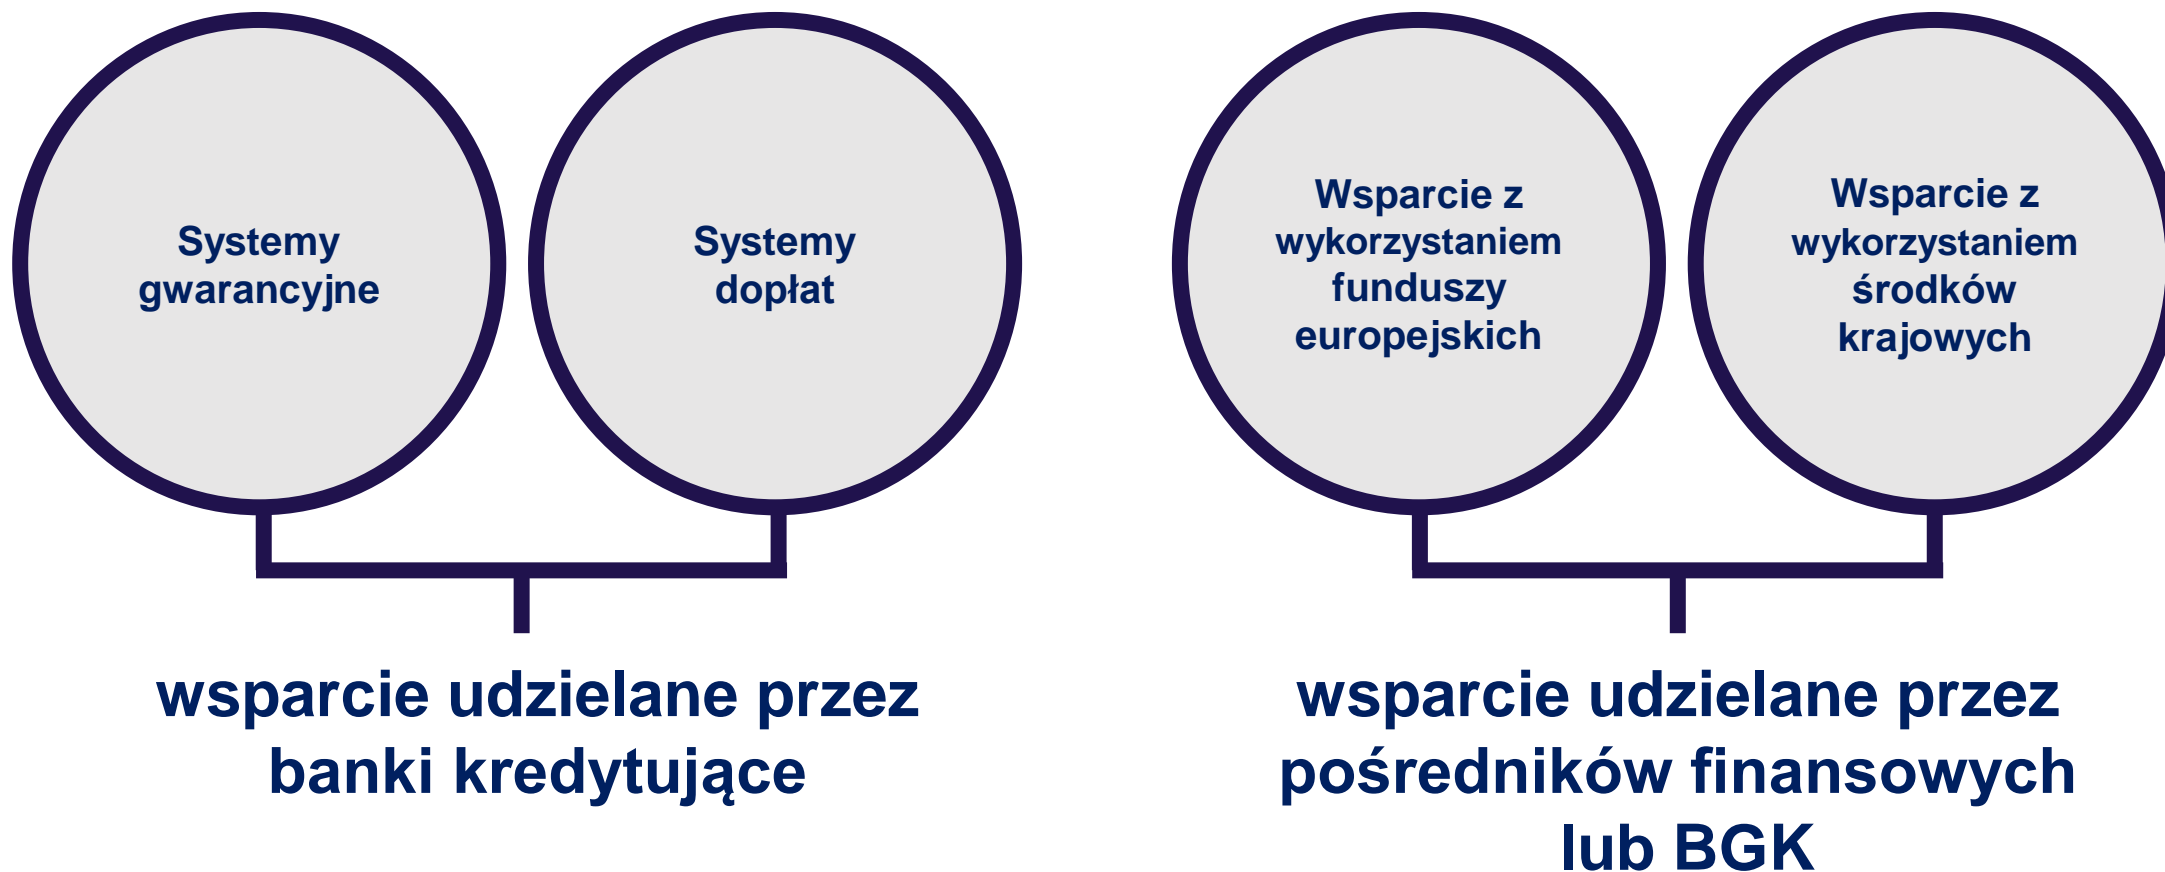 Systemy
gwarancyjne
Systemy
dopłat
wsparcie udzielane przez
banki kredytujące
Wsparcie z
wykorzystaniem
funduszy
europejskich
Wsparcie z
wykorzystaniem
środków
krajowych
wsparcie udzielane przez
pośredników finansowych
lub BGK